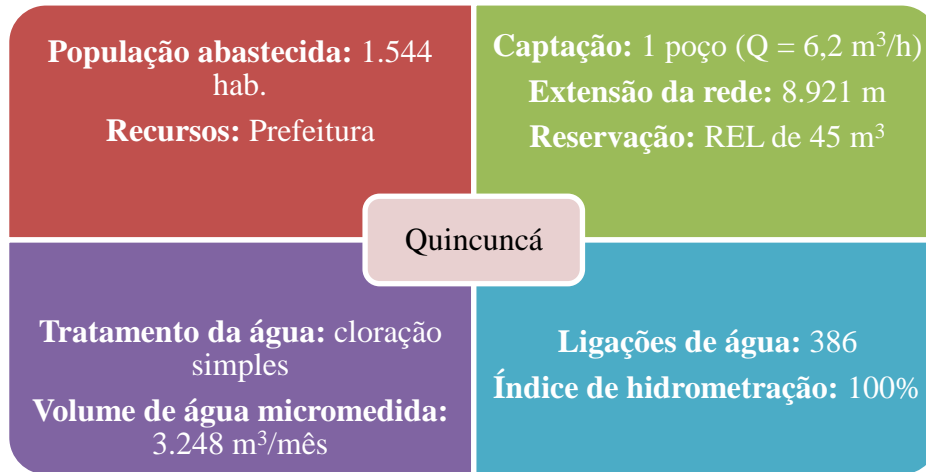 População abastecida: 1.544
hab.
Recursos: Prefeitura
Captação: 1 poço (Q = 6,2 m³/h)
Extensão da rede: 8.921 m
Reservação: REL de 45 m³
Quincuncá
Tratamento da água: cloração
simples
Volume de água micromedida:
3.248 m³/mês
Ligações de água: 386
Índice de hidrometração: 100%